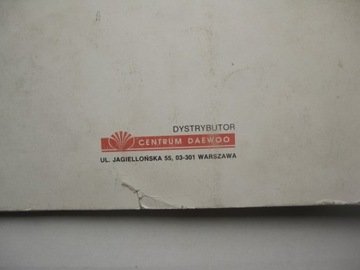 DYSTRYBUTOR
CENTRUM DAEWOO
UL. JAGIELLOŃSKA 55, 03-301 WARSZAWA